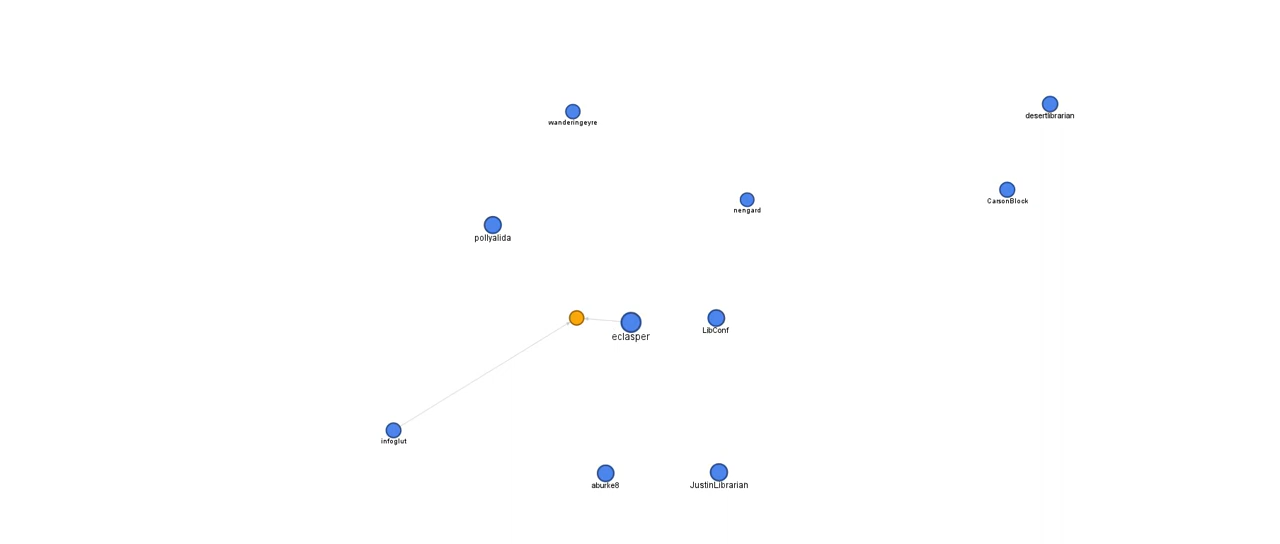 desertlibrarian
wanderingeyre
CarsonBlock
nengard
pollyalida
LibConf
eclasper
infoglut
aburke8
JustinLibrarian